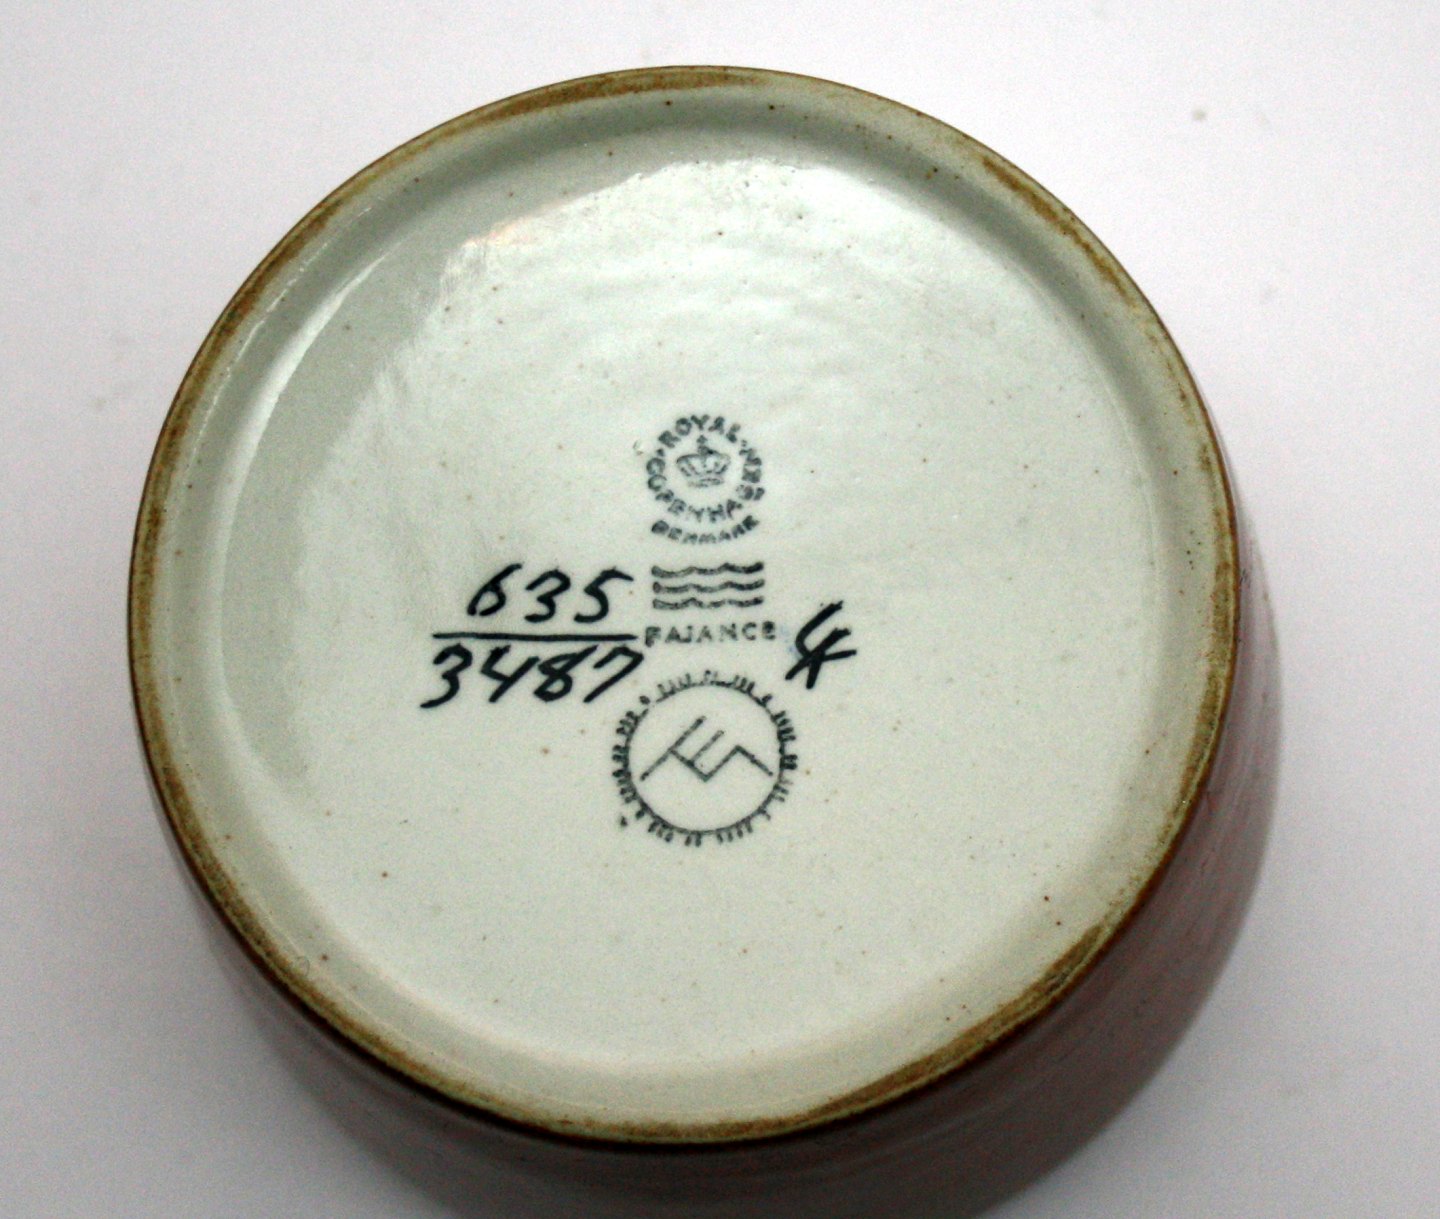 ROYAL COPENHAGEN
DENMARK
FAJANCE
635
3487